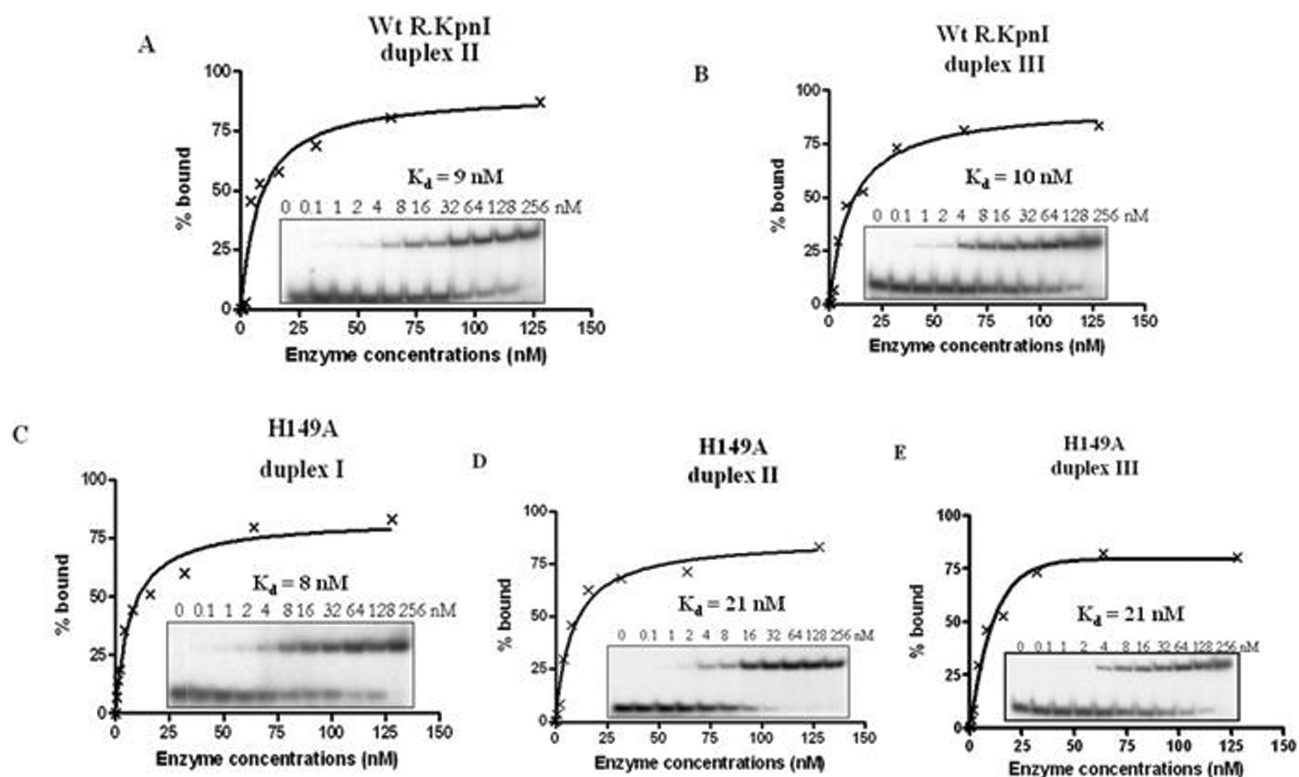 A
Wt R.KpnI
duplex II
100
75
50
25
0
% bound
Kd = 9 nM
0 0.1 1 2 4 8 16 32 64 128 256 nM
0 25 50 75 100 125 150
Enzyme concentrations (nM)
B
Wt R.KpnI
duplex III
100
75
50
25
0
% bound
Kd = 10 nM
0 0.1 1 2 4 8 16 32 64 128 256 nM
0 25 50 75 100 125 150
Enzyme concentrations (nM)
C
H149A
duplex I
100
75
50
25
0
% bound
Kd = 8 nM
0 0.1 1 2 4 8 16 32 64 128 256 nM
0 25 50 75 100 125 150
Enzyme concentrations (nM)
D
H149A
duplex II
100
75
50
25
0
% bound
Kd = 21 nM
0 0.1 1 2 4 8 16 32 64 128 256 nM
0 25 50 75 100 125 150
Enzyme concentrations (nM)
E
H149A
duplex III
100
75
50
25
0
% bound
Kd = 21 nM
0 0.1 1 2 4 8 16 32 64 128 256 nM
0 25 50 75 100 125 150
Enzyme concentrations (nM)